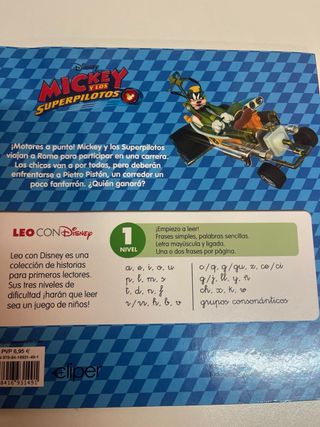 Disney
MICKEY
Y LOS
SUPERPILOTOS
¡Motores a punto! Mickey y los Superpilotos
viajan a Roma para participar en una carrera.
Los chicos van a por todas, pero deberán
enfrentarse a Pietro Pistón, un corredor un
poco fanfarrón. ¿Quién ganará?
LEO CON Disney
Leo con Disney es una
colección de historias
para primeros lectores.
Sus tres niveles de
dificultad ¡harán que leer
sea un juego de niños!
1
NIVEL
¡Empieza a leer!
Frases simples, palabras sencillas.
Letra mayúscula y ligada.
Una o dos frases por página.
a, e, i, o, u
p, l, m, s
t, d, n, f
r/rr, h, b, v
c/q, g/gu, z, ce/ci
g/j, ll, y, ñ
ch, x, k, w
grupos consonánticos
PVP 6,95 €
cliper